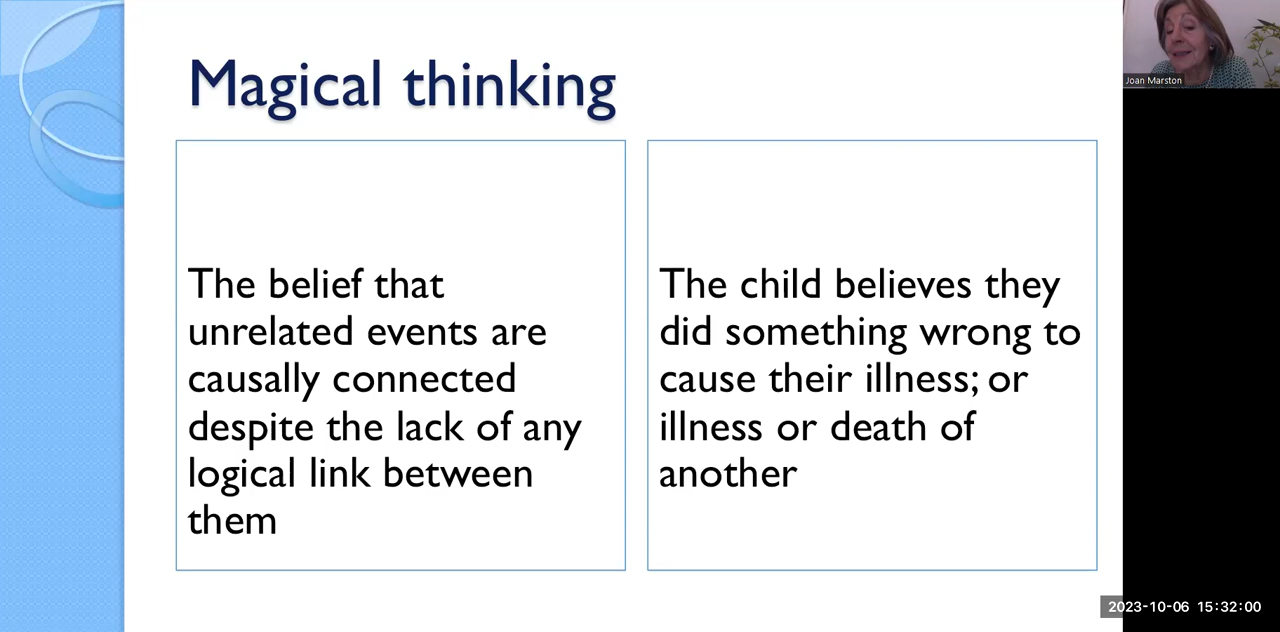 Magical thinking
The belief that
unrelated events are
causally connected
despite the lack of any
logical link between
them
The child believes they
did something wrong to
cause their illness; or
illness or death of
another
Joan Marston
2023-10-06 15:32:00